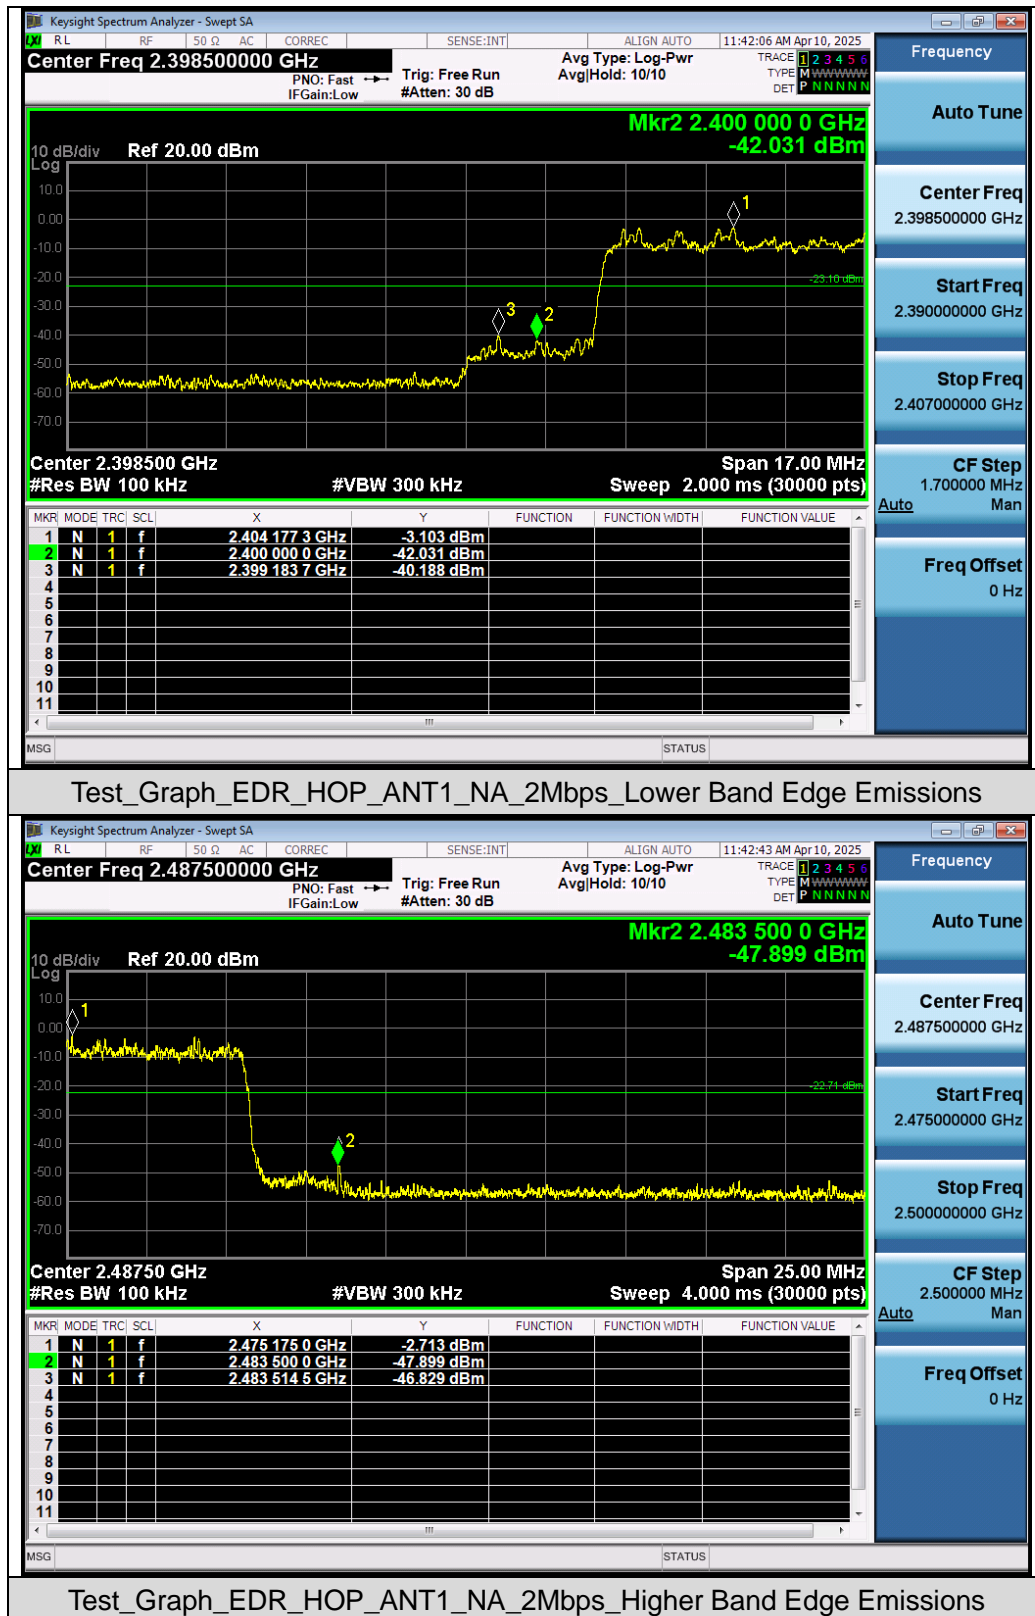 Keysight Spectrum Analyzer - Swept SA
LXI RL RF 50 Ω AC CORREC SENSE:INT ALIGN AUTO 11:42:06 AM Apr 10, 2025
Center Freq 2.398500000 GHz
PNO: Fast
IFGain:Low
Trig: Free Run
#Atten: 30 dB
Avg Type: Log-Pwr
Avg|Hold: 10/10
TRACE 1 2 3 4 5 6
TYPE M WWWWW
DET P N N N N N
Frequency
Mkr2 2.400 000 0 GHz
-42.031 dBm
10 dB/div Ref 20.00 dBm
Log
10.0
0.00
-10.0
-20.0
-30.0
-40.0
-50.0
-60.0
-70.0
1
-23.10 dBm
3
2
Center 2.398500 GHz Span 17.00 MHz
#Res BW 100 kHz #VBW 300 kHz Sweep 2.000 ms (30000 pts)
Auto Tune
Center Freq
2.398500000 GHz
Start Freq
2.390000000 GHz
Stop Freq
2.407000000 GHz
CF Step
1.700000 MHz
Auto Man
Freq Offset
0 Hz
MKR MODE TRC SCL X Y FUNCTION FUNCTION WIDTH FUNCTION VALUE
1 N 1 f 2.404 177 3 GHz -3.103 dBm
2 N 1 f 2.400 000 0 GHz -42.031 dBm
3 N 1 f 2.399 183 7 GHz -40.188 dBm
4
5
6
7
8
9
10
11
MSG STATUS
Test_Graph_EDR_HOP_ANT1_NA_2Mbps_Lower Band Edge Emissions
Keysight Spectrum Analyzer - Swept SA
LXI RL RF 50 Ω AC CORREC SENSE:INT ALIGN AUTO 11:42:43 AM Apr 10, 2025
Center Freq 2.487500000 GHz
PNO: Fast
IFGain:Low
Trig: Free Run
#Atten: 30 dB
Avg Type: Log-Pwr
Avg|Hold: 10/10
TRACE 1 2 3 4 5 6
TYPE M WWWWW
DET P N N N N N
Frequency
Mkr2 2.483 500 0 GHz
-47.899 dBm
10 dB/div Ref 20.00 dBm
Log
10.0
0.00
-10.0
-20.0
-30.0
-40.0
-50.0
-60.0
-70.0
1
-22.71 dBm
2
Center 2.48750 GHz Span 25.00 MHz
#Res BW 100 kHz #VBW 300 kHz Sweep 4.000 ms (30000 pts)
Auto Tune
Center Freq
2.487500000 GHz
Start Freq
2.475000000 GHz
Stop Freq
2.500000000 GHz
CF Step
2.500000 MHz
Auto Man
Freq Offset
0 Hz
MKR MODE TRC SCL X Y FUNCTION FUNCTION WIDTH FUNCTION VALUE
1 N 1 f 2.475 175 0 GHz -2.713 dBm
2 N 1 f 2.483 500 0 GHz -47.899 dBm
3 N 1 f 2.483 514 5 GHz -46.829 dBm
4
5
6
7
8
9
10
11
MSG STATUS
Test_Graph_EDR_HOP_ANT1_NA_2Mbps_Higher Band Edge Emissions